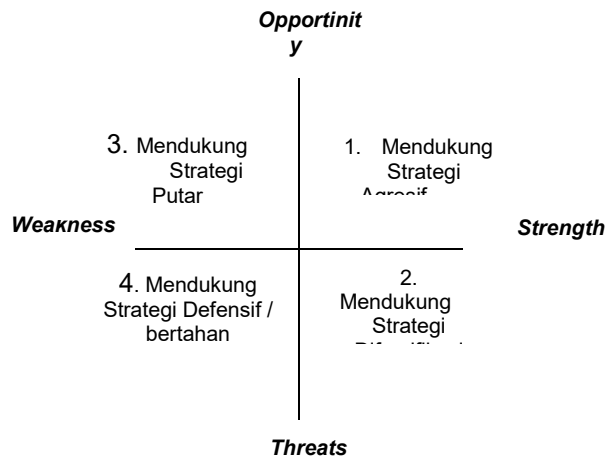 Opportinit
y
3. Mendukung
Strategi
Putar
1. Mendukung
Strategi
Agresif
Weakness
Strength
4. Mendukung
Strategi Defensif /
bertahan
2.
Mendukung
Strategi
Threats